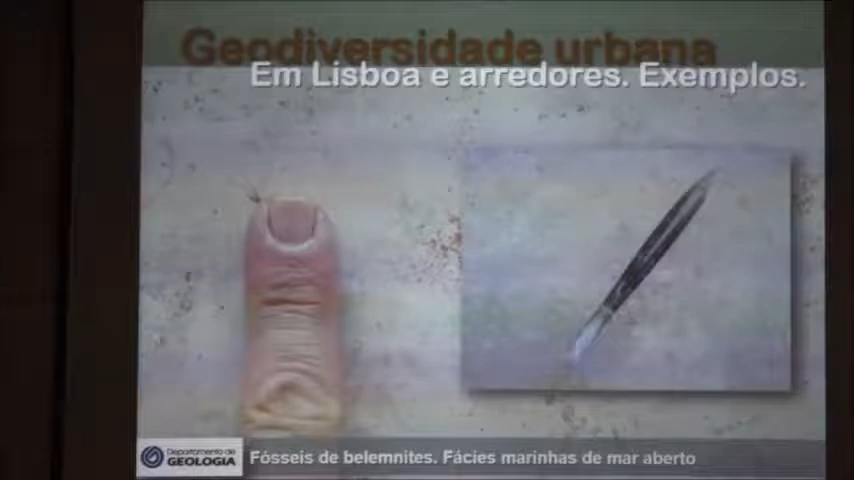 Geodiversidade urbana
Em Lisboa e arredores. Exemplos.
Departamento de
GEOLOGIA
Fósseis de belemnites. Fácies marinhas de mar aberto